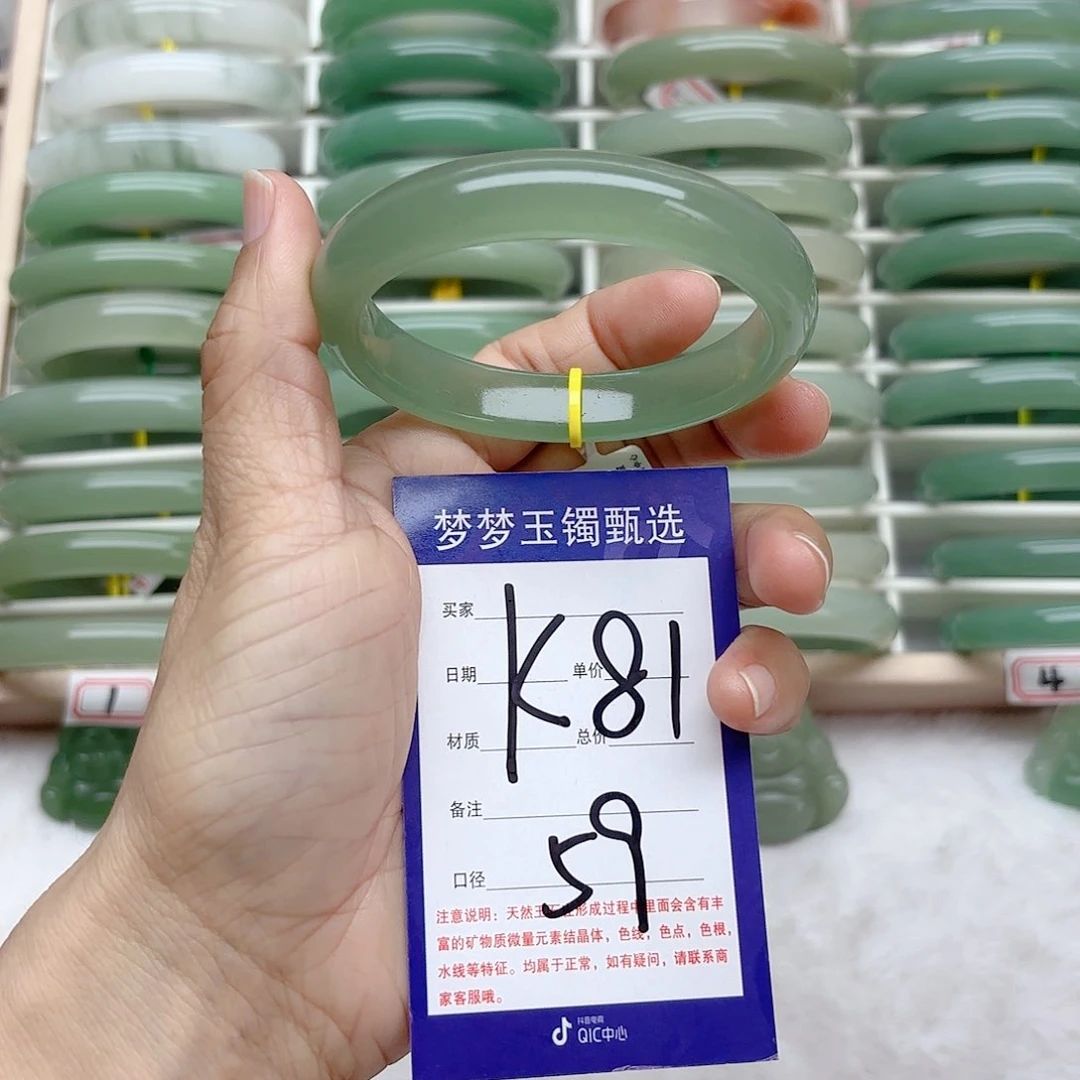 梦梦玉镯甄选
买家
日期 单价
K81
材质 总价
备注
59
口径
注意说明：天然玉石在形成过程中里面会含有丰
富的矿物质微量元素结晶体，色线，色点，色根，
水线等特征。均属于正常，如有疑问，请联系商
家客服哦。
抖音电商
QIC中心
1
4